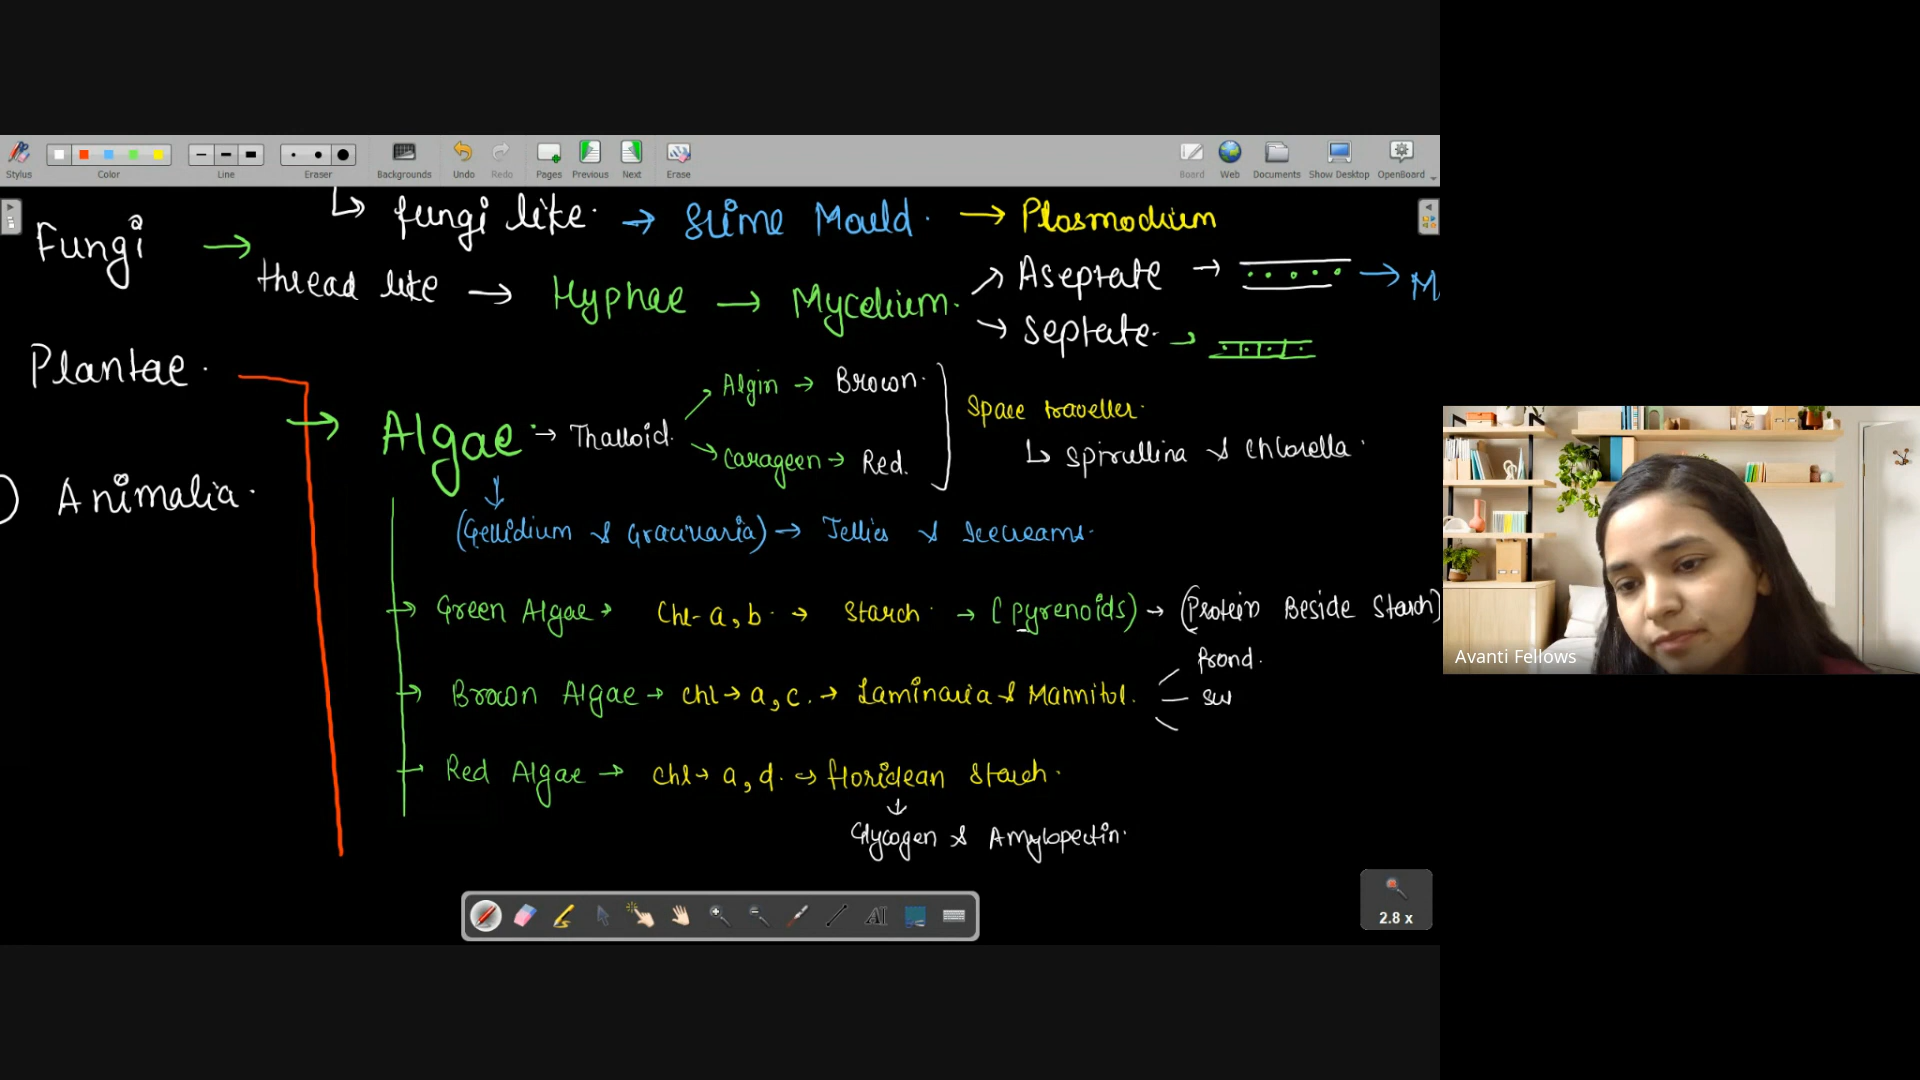 Stylus Color Line Eraser Backgrounds Undo Redo Pages Previous Next Erase Board Web Documents Show Desktop OpenBoard
↳ fungi like. → Slime Mould. → Plasmodium
Fungi →
thread like → Hyphae → Mycelium.
↗ Aseptate → → M
↘ Septate. →
Plantae.
→ Algae → Thalloid.
↗ Algin → Brown.
↘ Carageen → Red.
Space traveller.
↳ Spirullina & Chlorella.
Animalia.
↓
(Gellidium & Gracilaria) → Jellies & Icecreams.
→ Green Algae → Chl- a, b. → Starch. → (pyrenoids) → (Protein Beside Starch)
→ Brown Algae → chl → a, c. → Laminaria & Mannitol.
frond.
→ Red Algae → chl → a, d. → floridean Starch.
↓
Glycogen & Amylopectin.
Avanti Fellows
2.8 x